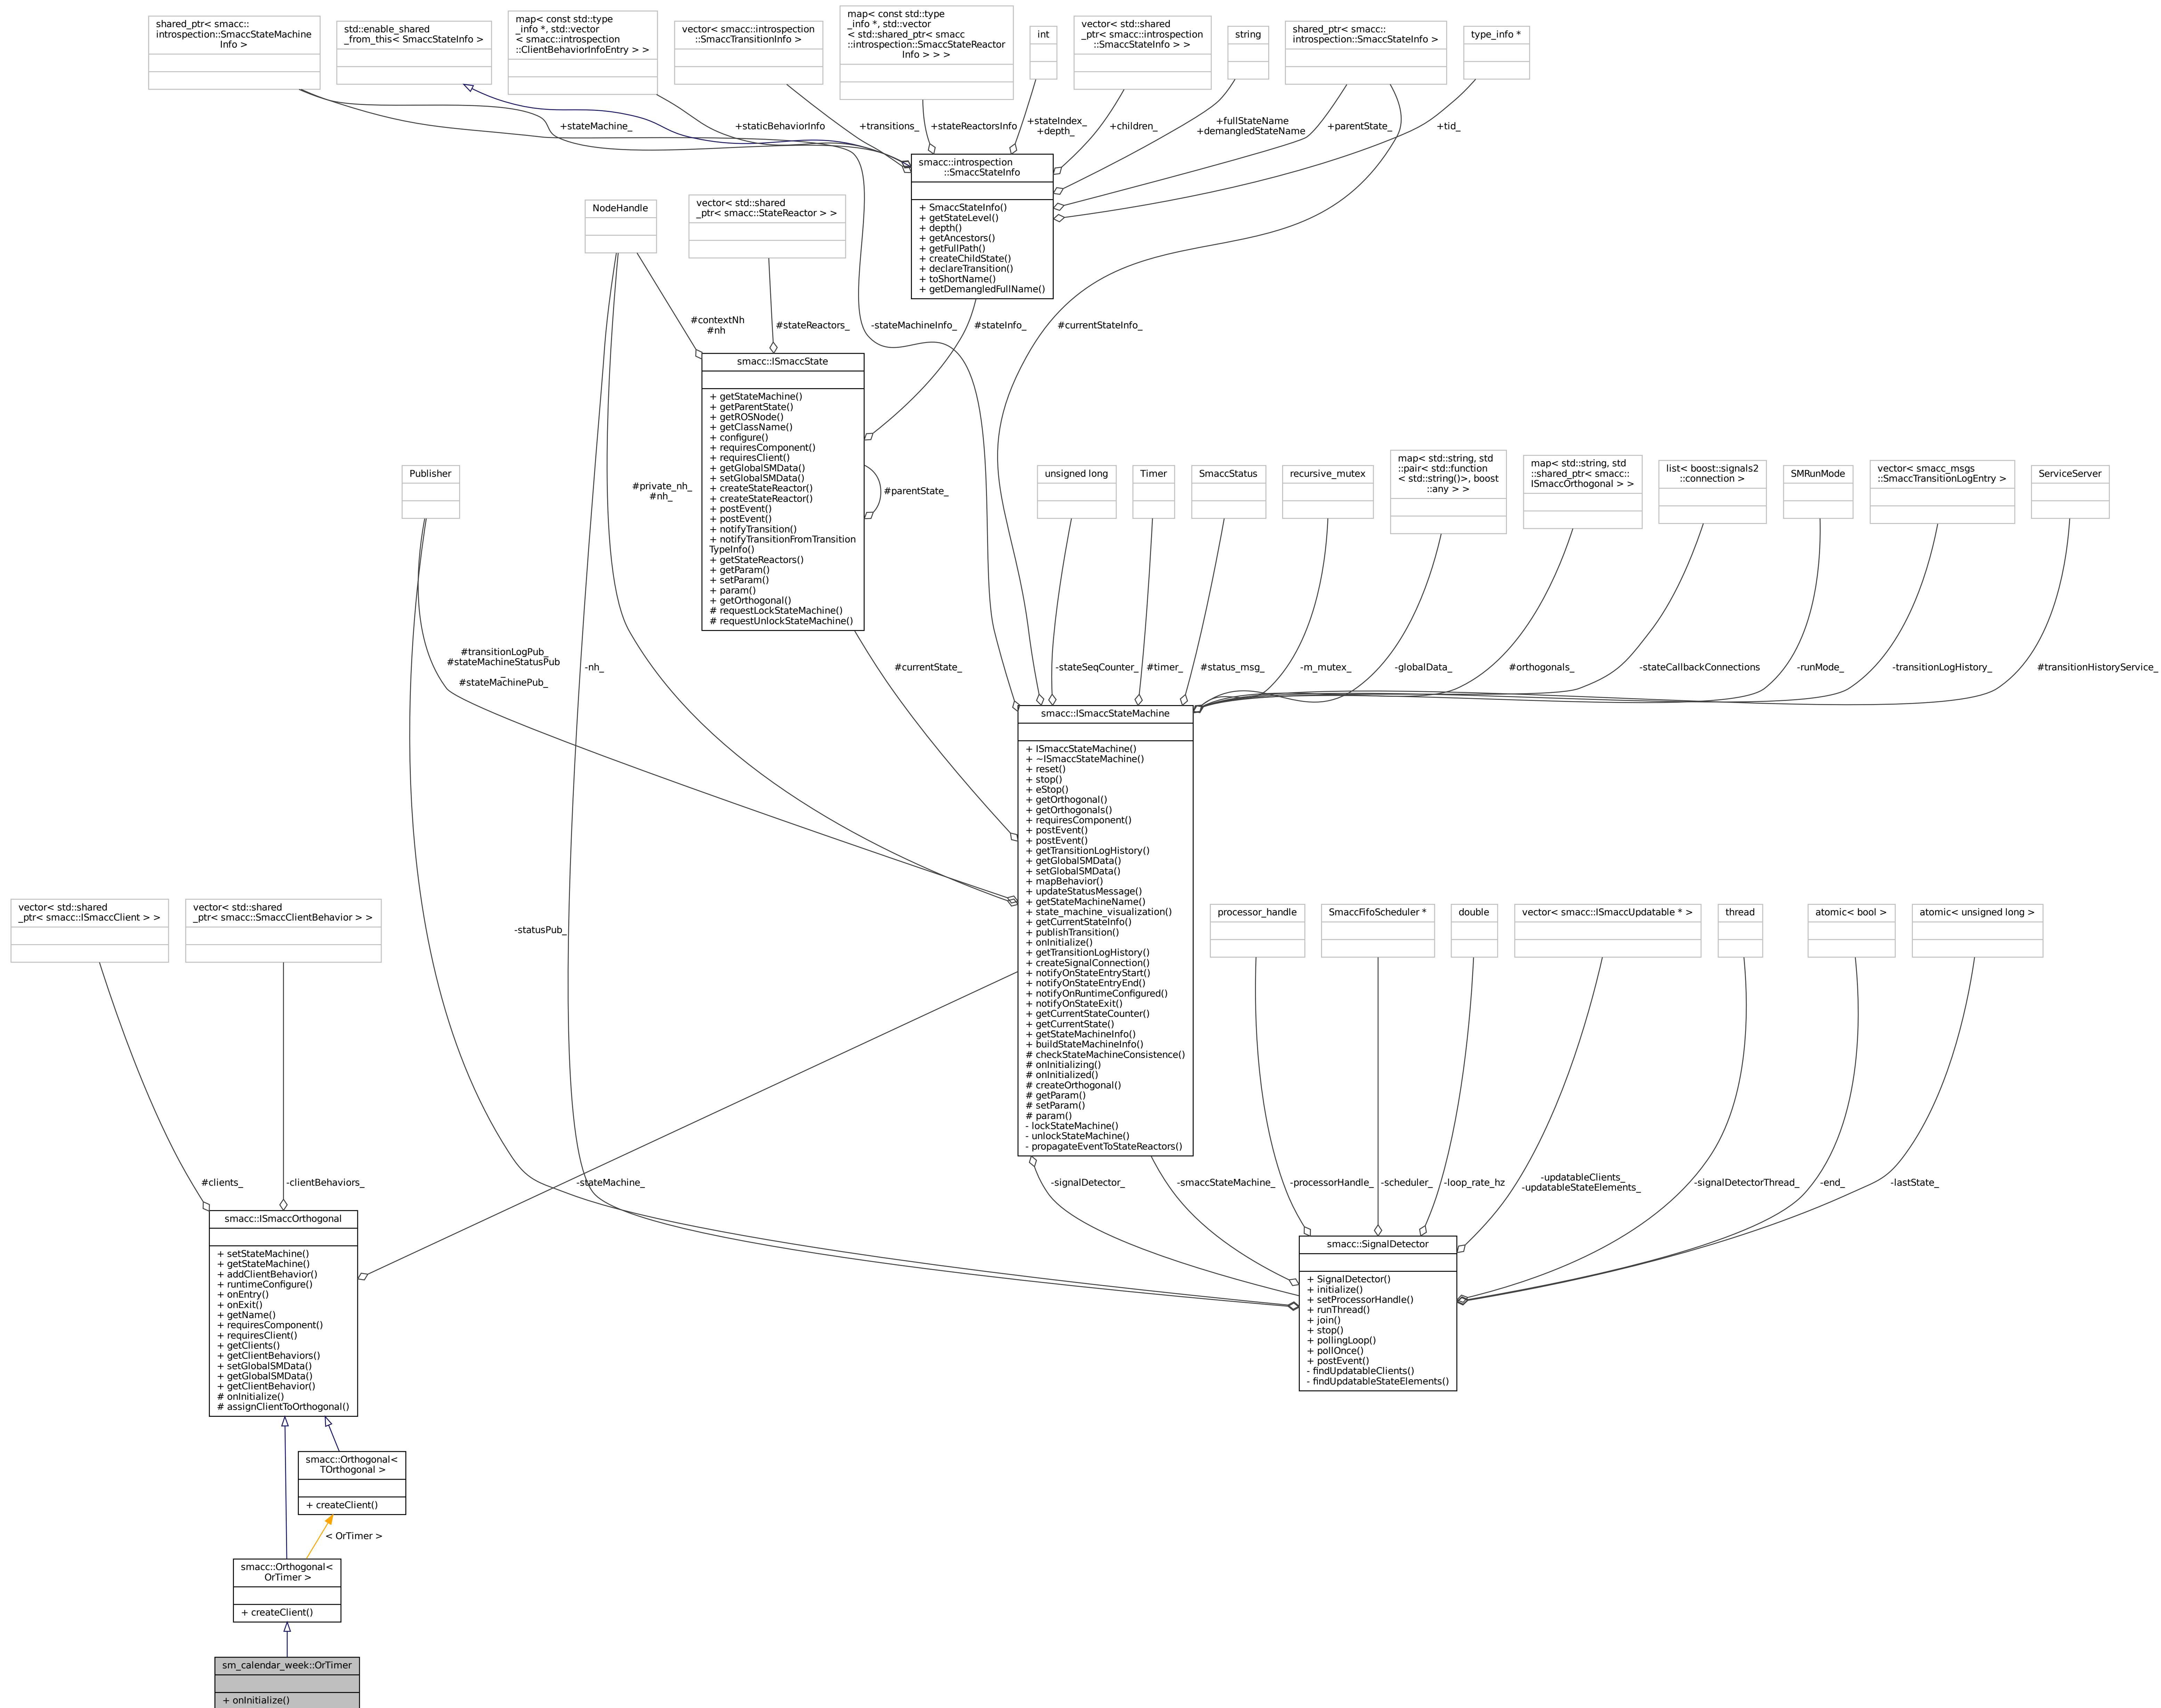 shared_ptr< smacc::
introspection::SmaccStateMachine
Info >
std::enable_shared
_from_this< SmaccStateInfo >
map< const std::type
_info *, std::vector
< smacc::introspection
::ClientBehaviorInfoEntry > >
vector< smacc::introspection
::SmaccTransitionInfo >
map< const std::type
_info *, std::vector
< std::shared_ptr< smacc
::introspection::SmaccStateReactor
Info > > >
int
vector< std::shared
_ptr< smacc::introspection
::SmaccStateInfo > >
string
shared_ptr< smacc::
introspection::SmaccStateInfo >
type_info *
+stateMachine_
+staticBehaviorInfo
+transitions_
+stateReactorsInfo
+stateIndex_
+depth_
+children_
+fullStateName
+demangledStateName
+parentState_
+tid_
smacc::introspection
::SmaccStateInfo
+ SmaccStateInfo()
+ getStateLevel()
+ depth()
+ getAncestors()
+ getFullPath()
+ createChildState()
+ declareTransition()
+ toShortName()
+ getDemangledFullName()
NodeHandle
vector< std::shared
_ptr< smacc::StateReactor > >
#contextNh
#nh
#stateReactors_
-stateMachineInfo_
#stateInfo_
#currentStateInfo_
smacc::ISmaccState
+ getStateMachine()
+ getParentState()
+ getROSNode()
+ getClassName()
+ configure()
+ requiresComponent()
+ requiresClient()
+ getGlobalSMData()
+ setGlobalSMData()
+ createStateReactor()
+ createStateReactor()
+ postEvent()
+ postEvent()
+ notifyTransition()
+ notifyTransitionFromTransition
TypeInfo()
+ getStateReactors()
+ getParam()
+ setParam()
+ param()
+ getOrthogonal()
# requestLockStateMachine()
# requestUnlockStateMachine()
#parentState_
#private_nh_
#nh_
Publisher
unsigned long
Timer
SmaccStatus
recursive_mutex
map< std::string, std
::pair< std::function
< std::string()>, boost
::any > >
map< std::string, std
::shared_ptr< smacc::
ISmaccOrthogonal > >
list< boost::signals2
::connection >
SMRunMode
vector< smacc_msgs
::SmaccTransitionLogEntry >
ServiceServer
#transitionLogPub_
#stateMachineStatusPub
_
#stateMachinePub_
-nh_
#currentState_
-stateSeqCounter_
#timer_
#status_msg_
-m_mutex_
-globalData_
#orthogonals_
-stateCallbackConnections
-runMode_
-transitionLogHistory_
#transitionHistoryService_
smacc::ISmaccStateMachine
+ ISmaccStateMachine()
+ ~ISmaccStateMachine()
+ reset()
+ stop()
+ eStop()
+ getOrthogonal()
+ getOrthogonals()
+ requiresComponent()
+ postEvent()
+ postEvent()
+ getTransitionLogHistory()
+ getGlobalSMData()
+ setGlobalSMData()
+ mapBehavior()
+ updateStatusMessage()
+ getStateMachineName()
+ state_machine_visualization()
+ getCurrentStateInfo()
+ publishTransition()
+ onInitialize()
+ getTransitionLogHistory()
+ createSignalConnection()
+ notifyOnStateEntryStart()
+ notifyOnStateEntryEnd()
+ notifyOnRuntimeConfigured()
+ notifyOnStateExit()
+ getCurrentStateCounter()
+ getCurrentState()
+ getStateMachineInfo()
+ buildStateMachineInfo()
# checkStateMachineConsistence()
# onInitializing()
# onInitialized()
# createOrthogonal()
# getParam()
# setParam()
# param()
- lockStateMachine()
- unlockStateMachine()
- propagateEventToStateReactors()
vector< std::shared
_ptr< smacc::ISmaccClient > >
vector< std::shared
_ptr< smacc::SmaccClientBehavior > >
-statusPub_
processor_handle
SmaccFifoScheduler *
double
vector< smacc::ISmaccUpdatable * >
thread
atomic< bool >
atomic< unsigned long >
#clients_
-clientBehaviors_
-stateMachine_
-signalDetector_
-smaccStateMachine_
-processorHandle_
-scheduler_
-loop_rate_hz
-updatableClients_
-updatableStateElements_
-signalDetectorThread_
-end_
-lastState_
smacc::ISmaccOrthogonal
+ setStateMachine()
+ getStateMachine()
+ addClientBehavior()
+ runtimeConfigure()
+ onEntry()
+ onExit()
+ getName()
+ requiresComponent()
+ requiresClient()
+ getClients()
+ getClientBehaviors()
+ setGlobalSMData()
+ getGlobalSMData()
+ getClientBehavior()
# onInitialize()
# assignClientToOrthogonal()
smacc::SignalDetector
+ SignalDetector()
+ initialize()
+ setProcessorHandle()
+ runThread()
+ join()
+ stop()
+ pollingLoop()
+ pollOnce()
+ postEvent()
- findUpdatableClients()
- findUpdatableStateElements()
smacc::Orthogonal<
TOrthogonal >
+ createClient()
< OrTimer >
smacc::Orthogonal<
OrTimer >
+ createClient()
sm_calendar_week::OrTimer
+ onInitialize()